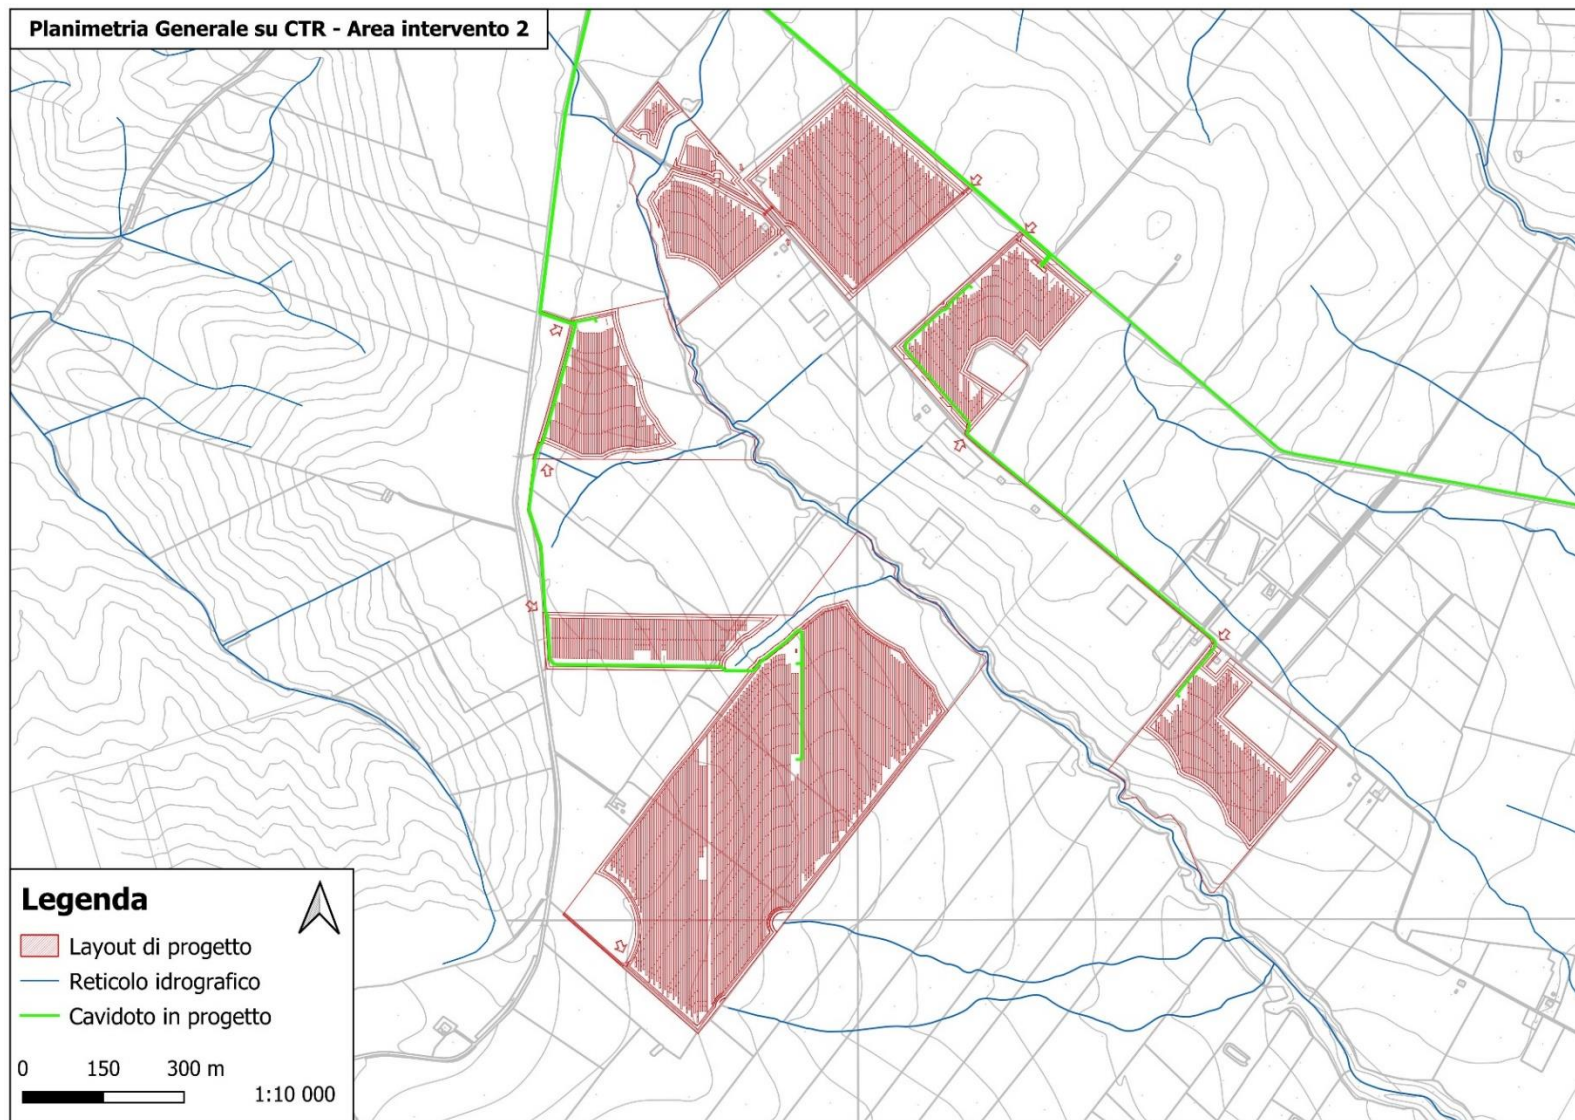 Planimetria Generale su CTR - Area intervento 2
Legenda
Layout di progetto
Reticolo idrografico
Cavidoto in progetto
0 150 300 m
1:10 000